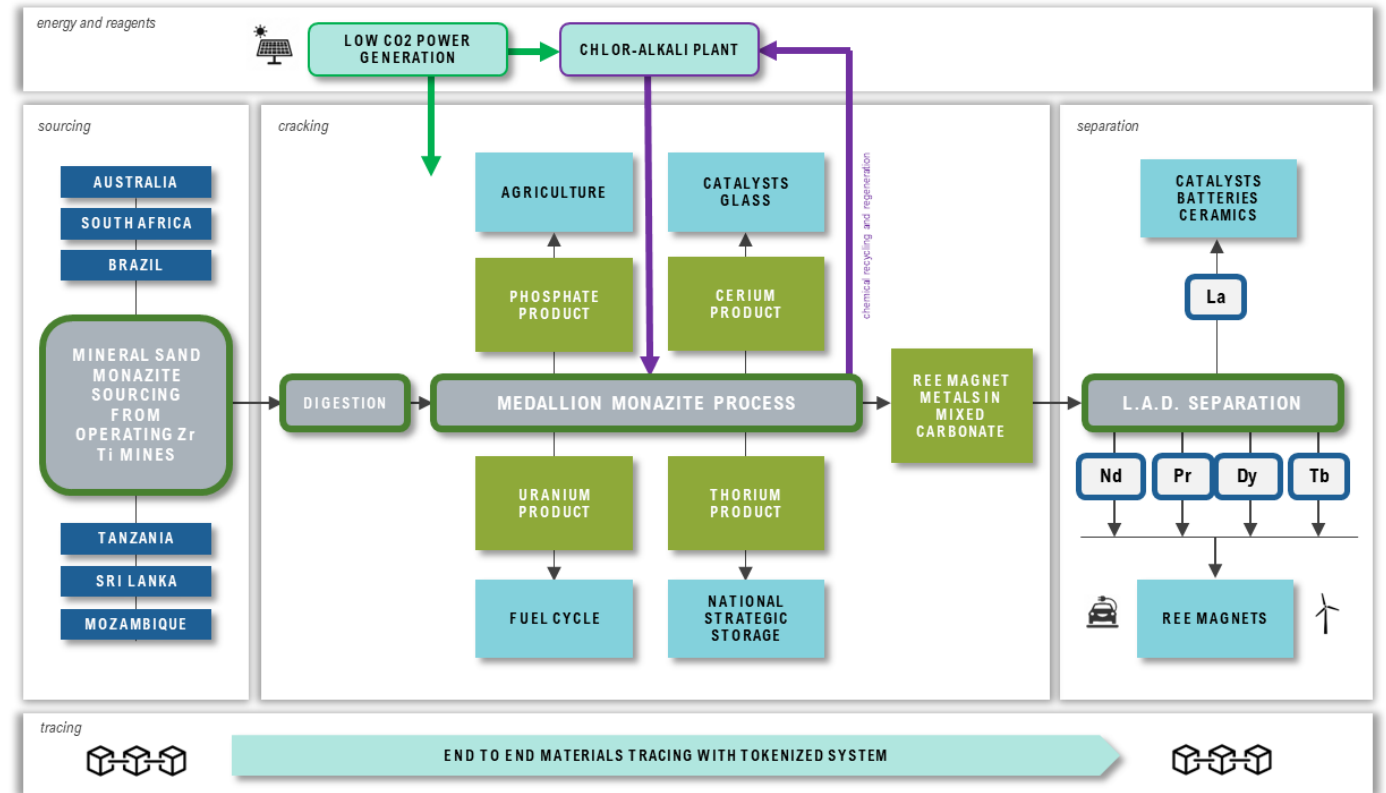 energy and reagents
LOW CO2 POWER
GENERATION
CHLOR-ALKALI PLANT
sourcing
AUSTRALIA
SOUTH AFRICA
BRAZIL
MINERAL SAND
MONAZITE
SOURCING
FROM
OPERATING Zr
Ti MINES
TANZANIA
SRI LANKA
MOZAMBIQUE
cracking
AGRICULTURE
CATALYSTS
GLASS
chemical recycling and regeneration
PHOSPHATE
PRODUCT
CERIUM
PRODUCT
DIGESTION
MEDALLION MONAZITE PROCESS
REE MAGNET
METALS IN
MIXED
CARBONATE
URANIUM
PRODUCT
THORIUM
PRODUCT
FUEL CYCLE
NATIONAL
STRATEGIC
STORAGE
separation
CATALYSTS
BATTERIES
CERAMICS
La
L.A.D. SEPARATION
Nd
Pr
Dy
Tb
REE MAGNETS
tracing
END TO END MATERIALS TRACING WITH TOKENIZED SYSTEM